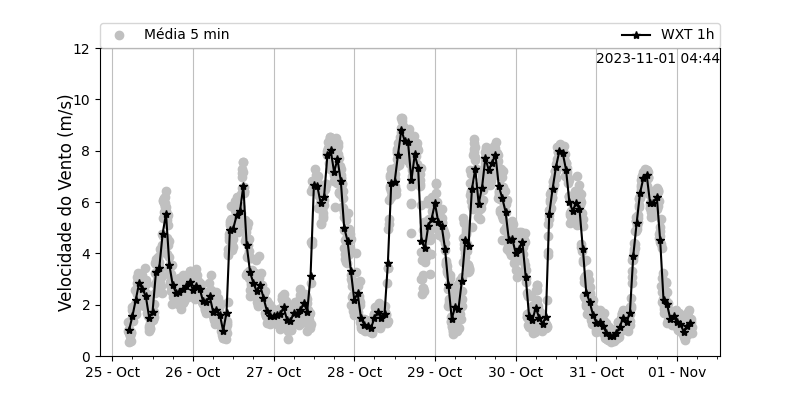 Média 5 min
WXT 1h
2023-11-01 04:44
Velocidade do Vento (m/s)
12
10
8
6
4
2
0
25 - Oct
26 - Oct
27 - Oct
28 - Oct
29 - Oct
30 - Oct
31 - Oct
01 - Nov